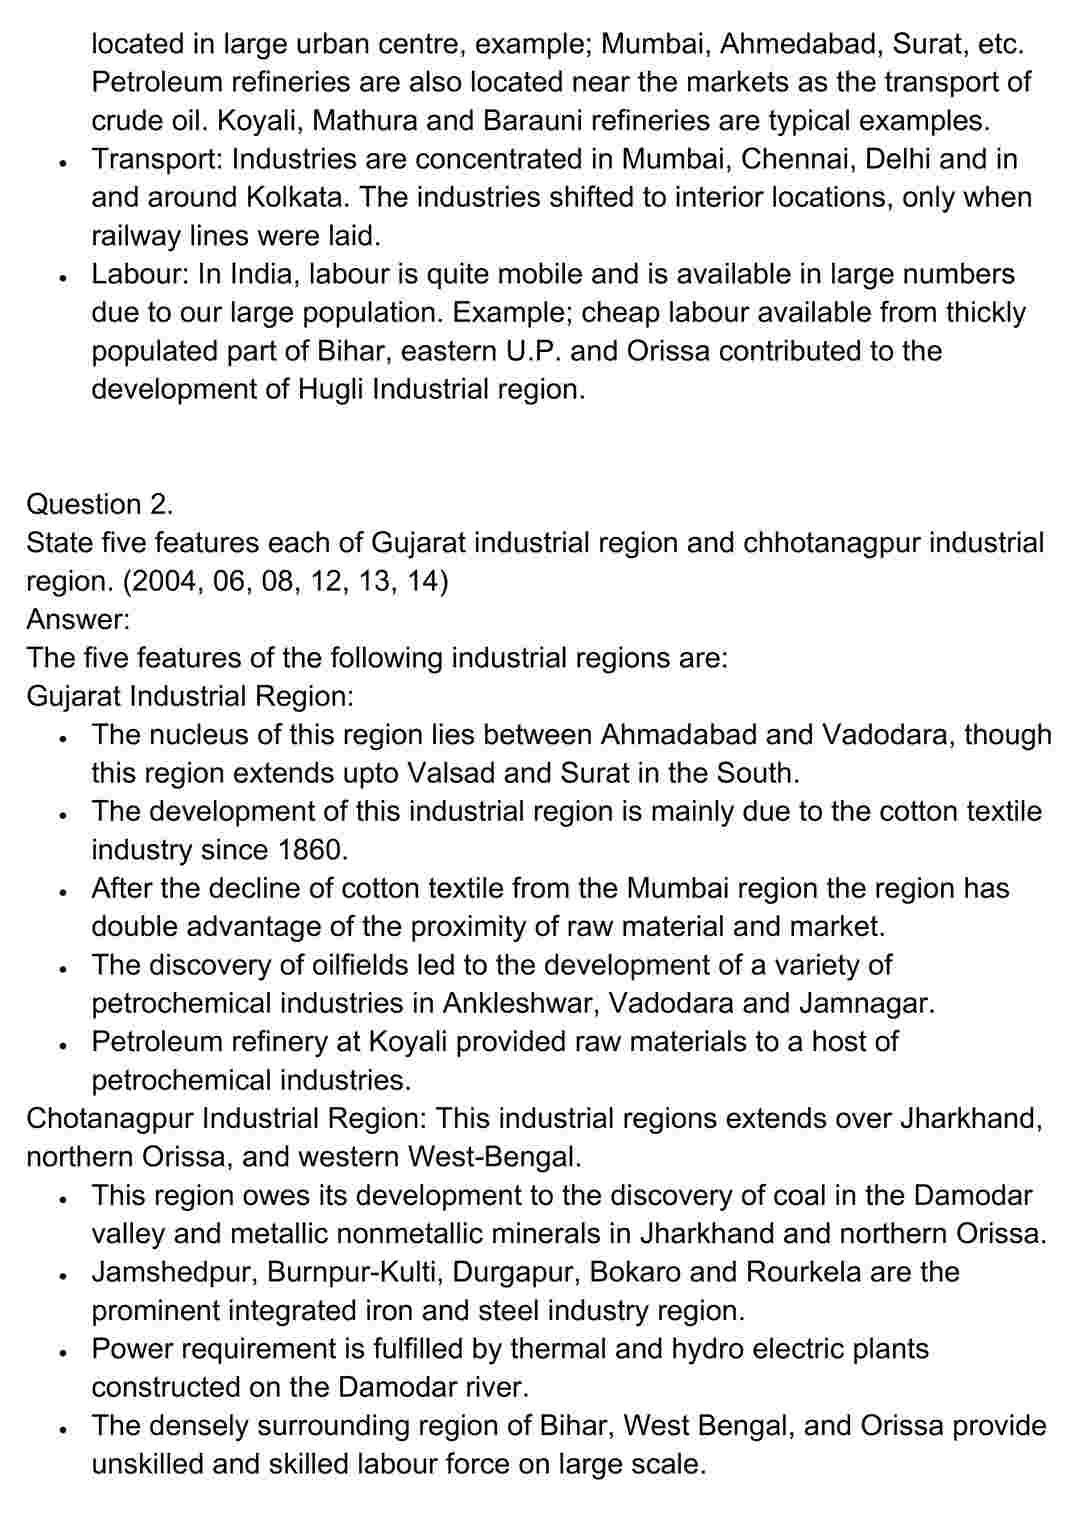 located in large urban centre, example; Mumbai, Ahmedabad, Surat, etc.
Petroleum refineries are also located near the markets as the transport of
crude oil. Koyali, Mathura and Barauni refineries are typical examples.
• Transport: Industries are concentrated in Mumbai, Chennai, Delhi and in
and around Kolkata. The industries shifted to interior locations, only when
railway lines were laid.
• Labour: In India, labour is quite mobile and is available in large numbers
due to our large population. Example; cheap labour available from thickly
populated part of Bihar, eastern U.P. and Orissa contributed to the
development of Hugli Industrial region.
Question 2.
State five features each of Gujarat industrial region and chhotanagpur industrial
region. (2004, 06, 08, 12, 13, 14)
Answer:
The five features of the following industrial regions are:
Gujarat Industrial Region:
• The nucleus of this region lies between Ahmadabad and Vadodara, though
this region extends upto Valsad and Surat in the South.
• The development of this industrial region is mainly due to the cotton textile
industry since 1860.
• After the decline of cotton textile from the Mumbai region the region has
double advantage of the proximity of raw material and market.
• The discovery of oilfields led to the development of a variety of
petrochemical industries in Ankleshwar, Vadodara and Jamnagar.
• Petroleum refinery at Koyali provided raw materials to a host of
petrochemical industries.
Chotanagpur Industrial Region: This industrial regions extends over Jharkhand,
northern Orissa, and western West-Bengal.
• This region owes its development to the discovery of coal in the Damodar
valley and metallic nonmetallic minerals in Jharkhand and northern Orissa.
• Jamshedpur, Burnpur-Kulti, Durgapur, Bokaro and Rourkela are the
prominent integrated iron and steel industry region.
• Power requirement is fulfilled by thermal and hydro electric plants
constructed on the Damodar river.
• The densely surrounding region of Bihar, West Bengal, and Orissa provide
unskilled and skilled labour force on large scale.